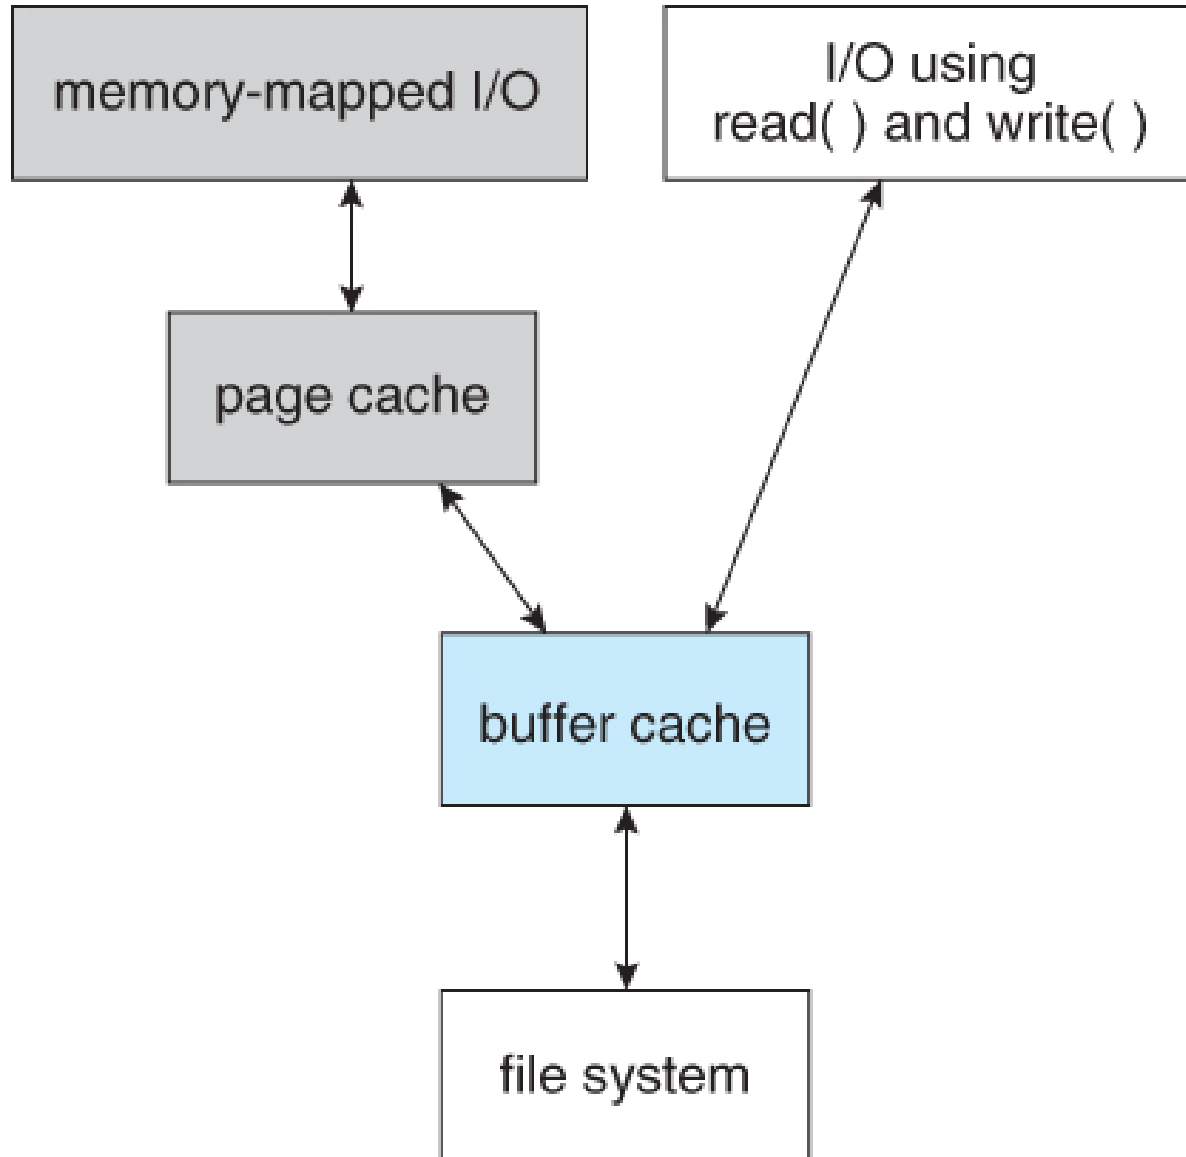 memory-mapped I/O
I/O using
read( ) and write( )
page cache
buffer cache
file system